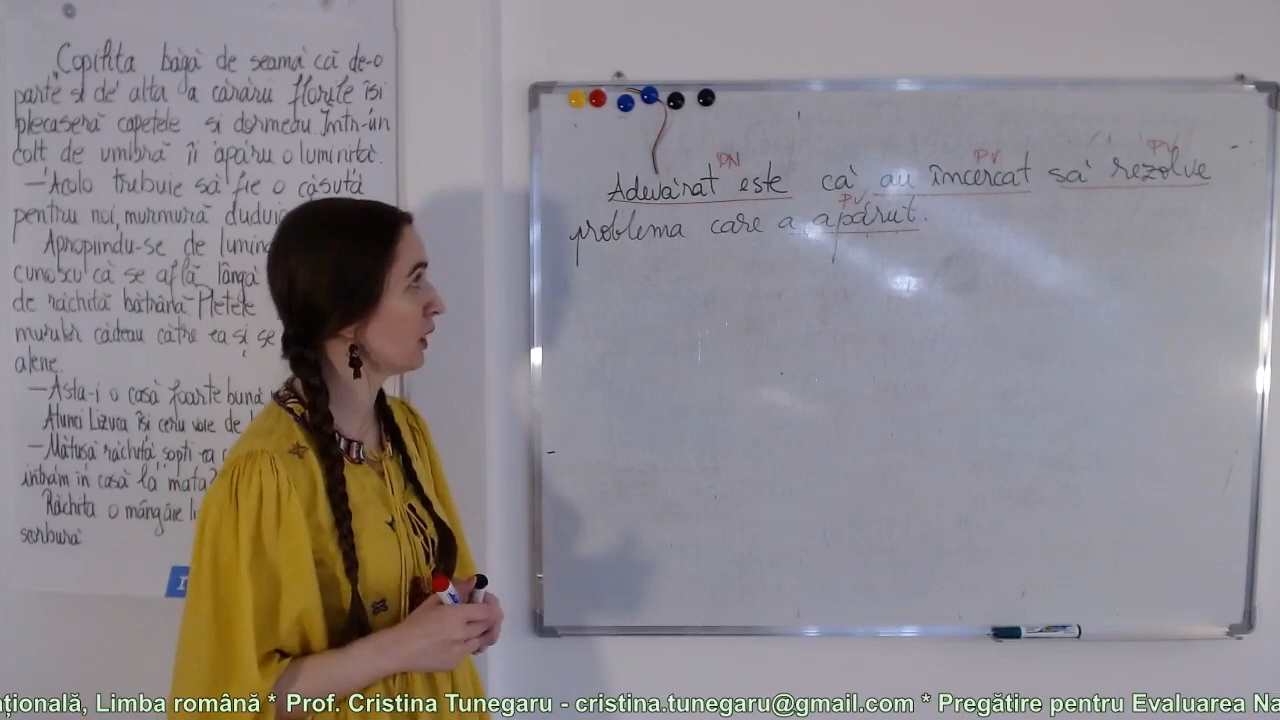 Copilița băgă de seamă că de-o
parte și de alta a cărării florile își
plecaseră capetele și dormeau. Într-un
colț de umbră îi apăru o luminiță.
— Acolo trebuie să fie o căsuță
pentru noi, murmură duduia
Apropiindu-se de lumin
cunoscu că se află lângă
de răchită bătrână. Pletele
murilor cădeau către ea și se
alene.
— Asta-i o casă foarte bună
Atunci Lizuca își ceru voie de
— Mătușă răchită, șopti ea
intrăm în casă la mata?
Răchita o mângâie
scorbură
DN PV PV
Adevărat este că au încercat să rezolve
PV
problema care a apărut.
țională, Limba română * Prof. Cristina Tunegaru - cristina.tunegaru@gmail.com * Pregătire pentru Evaluarea Na